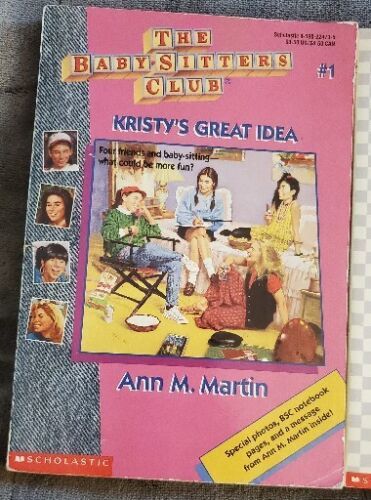 THE
BABY-SITTERS
CLUB
#1
KRISTY'S GREAT IDEA
Four friends and baby-sitting—
what could be more fun?
Ann M. Martin
Special photos, BSC notebook
pages, and a message
from Ann M. Martin inside!
SCHOLASTIC